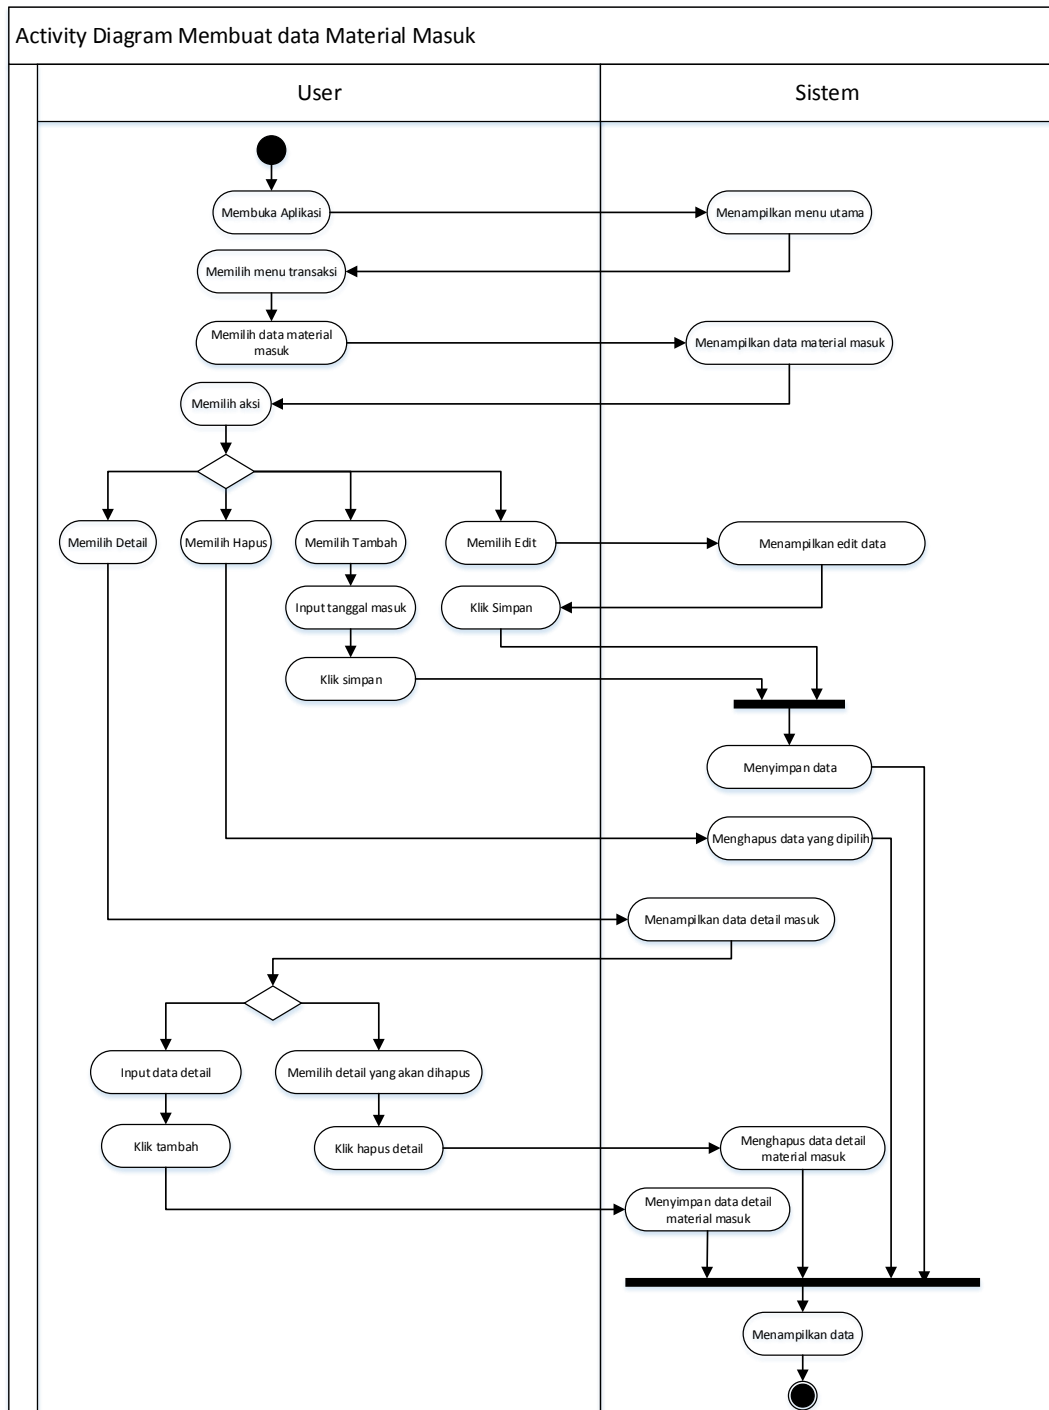 Activity Diagram Membuat data Material Masuk
User
Sistem
Membuka Aplikasi
Menampilkan menu utama
Memilih menu transaksi
Memilih data material
masuk
Menampilkan data material masuk
Memilih aksi
Memilih Detail
Memilih Hapus
Memilih Tambah
Memilih Edit
Menampilkan edit data
Input tanggal masuk
Klik Simpan
Klik simpan
Menyimpan data
Menghapus data yang dipilih
Menampilkan data detail masuk
Input data detail
Memilih detail yang akan dihapus
Klik tambah
Klik hapus detail
Menghapus data detail
material masuk
Menyimpan data detail
material masuk
Menampilkan data